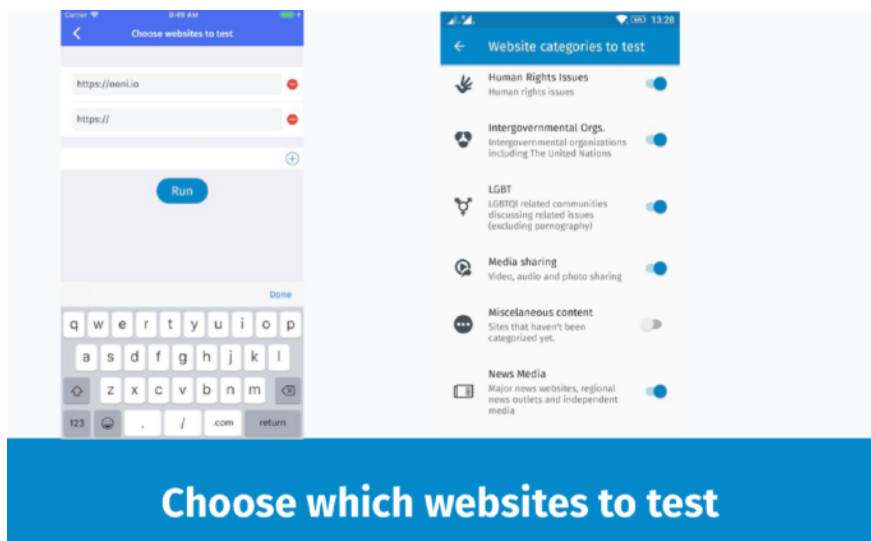 Carrier 9:49 AM
Choose websites to test
https://ooni.io
https://
Run
Done
q w e r t y u i o p
a s d f g h j k l
z x c v b n m
123 . / .com return
13:28
Website categories to test
Human Rights Issues
Human rights issues
Intergovernmental Orgs.
Intergovernmental organizations
including The United Nations
LGBT
LGBTQI related communities
discussing related issues
(excluding pornography)
Media sharing
Video, audio and photo sharing
Miscellaneous content
Sites that haven't been
categorized yet.
News Media
Major news websites, regional
news outlets and independent
media
Choose which websites to test